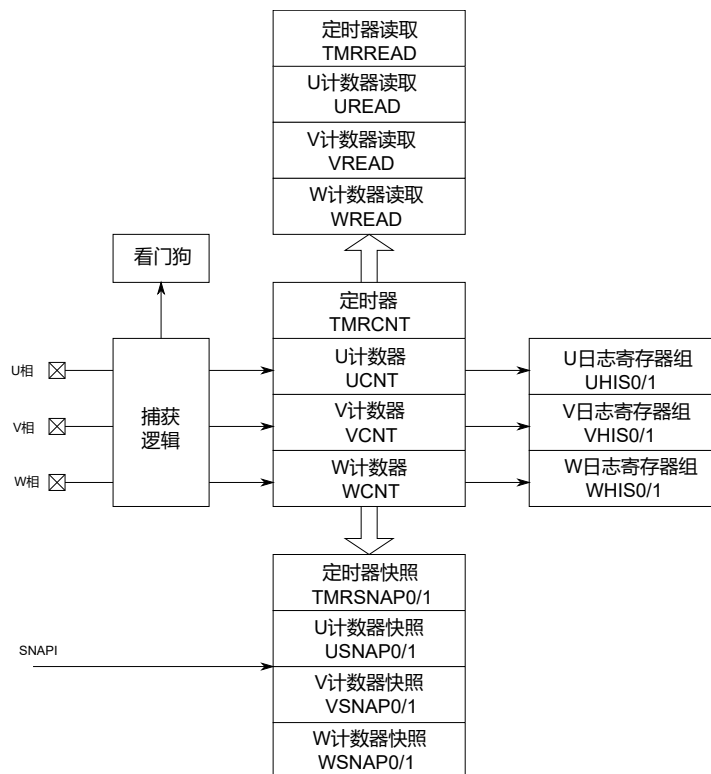 定时器读取
TMRREAD
U计数器读取
UREAD
V计数器读取
VREAD
W计数器读取
WREAD
看门狗
定时器
TMRCNT
U相
V相
W相
捕获
逻辑
U计数器
UCNT
V计数器
VCNT
W计数器
WCNT
U日志寄存器组
UHIS0/1
V日志寄存器组
VHIS0/1
W日志寄存器组
WHIS0/1
定时器快照
TMRSNAP0/1
U计数器快照
USNAP0/1
SNAPI
V计数器快照
VSNAP0/1
W计数器快照
WSNAP0/1